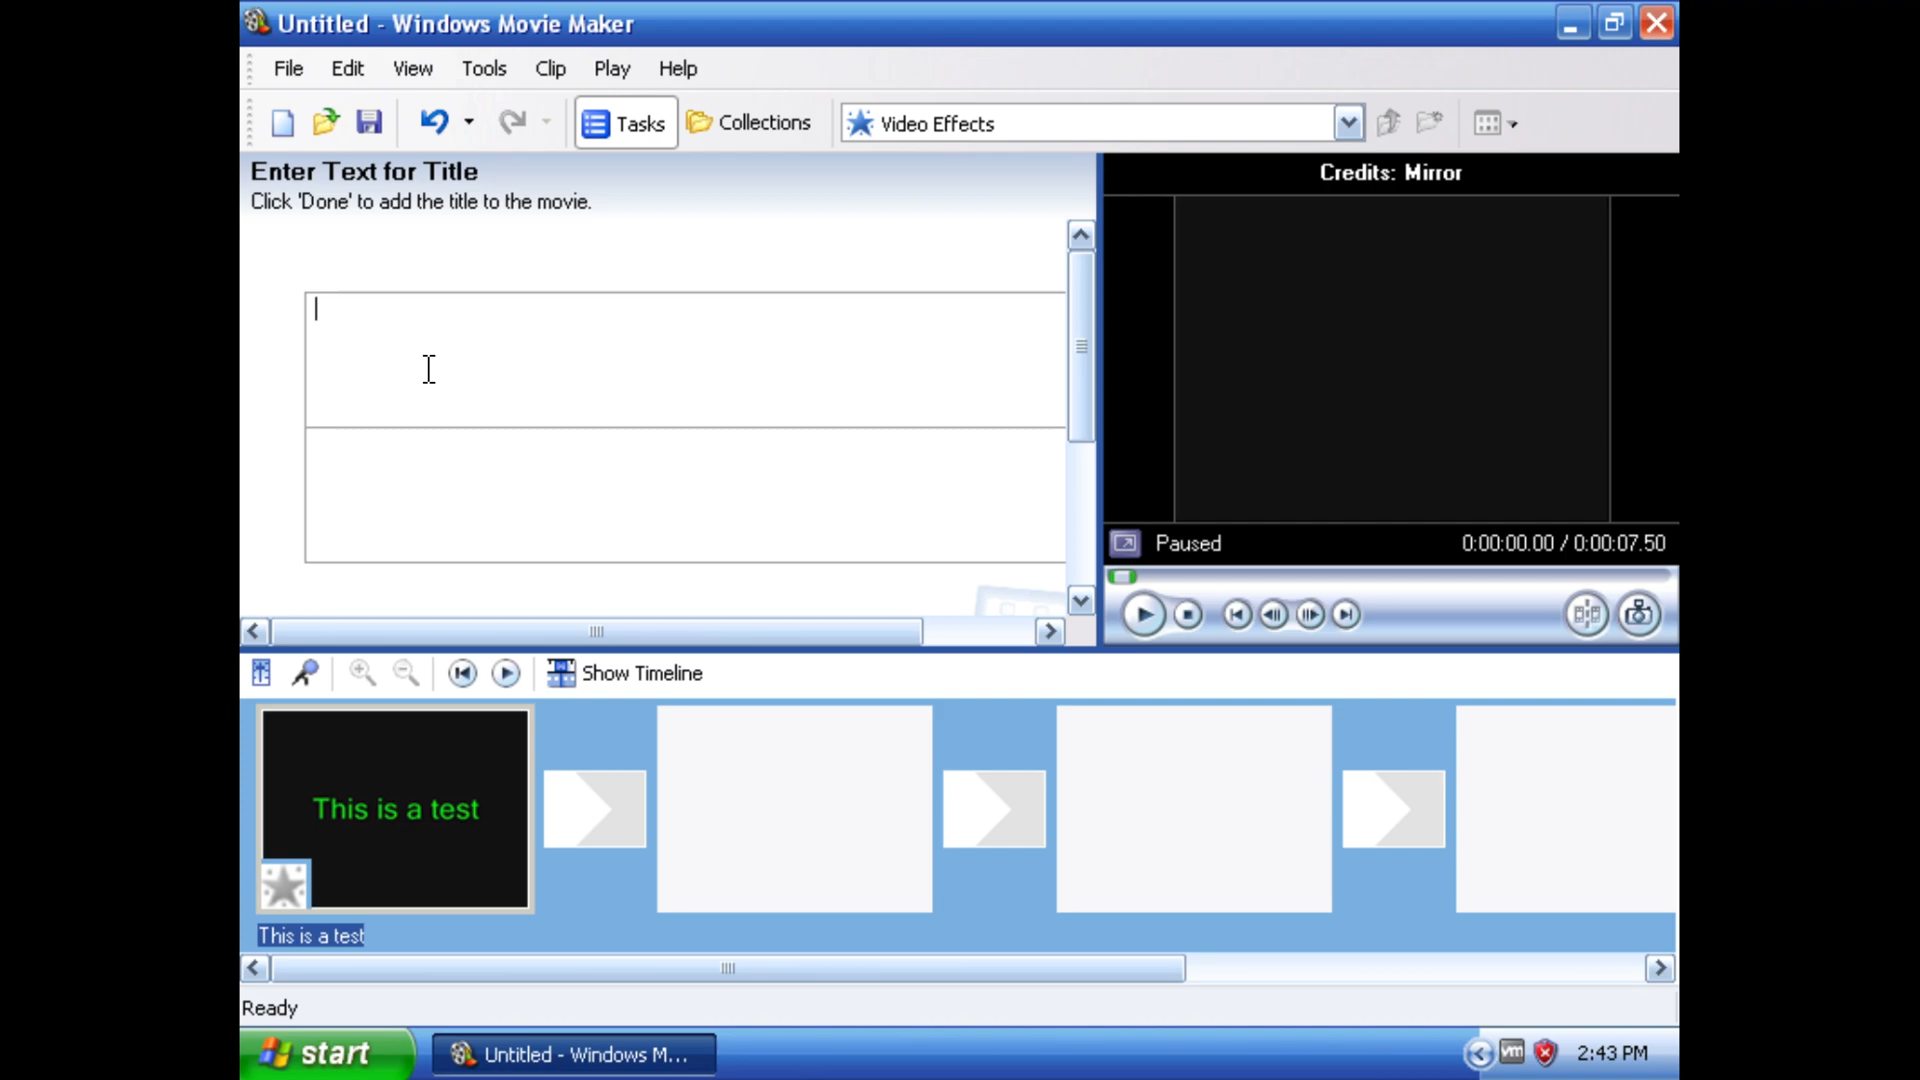 Untitled - Windows Movie Maker
File Edit View Tools Clip Play Help
Tasks Collections Video Effects
Enter Text for Title
Click 'Done' to add the title to the movie.
Credits: Mirror
Paused 0:00:00.00 / 0:00:07.50
Show Timeline
This is a test
This is a test
Ready
start Untitled - Windows M... vm 2:43 PM